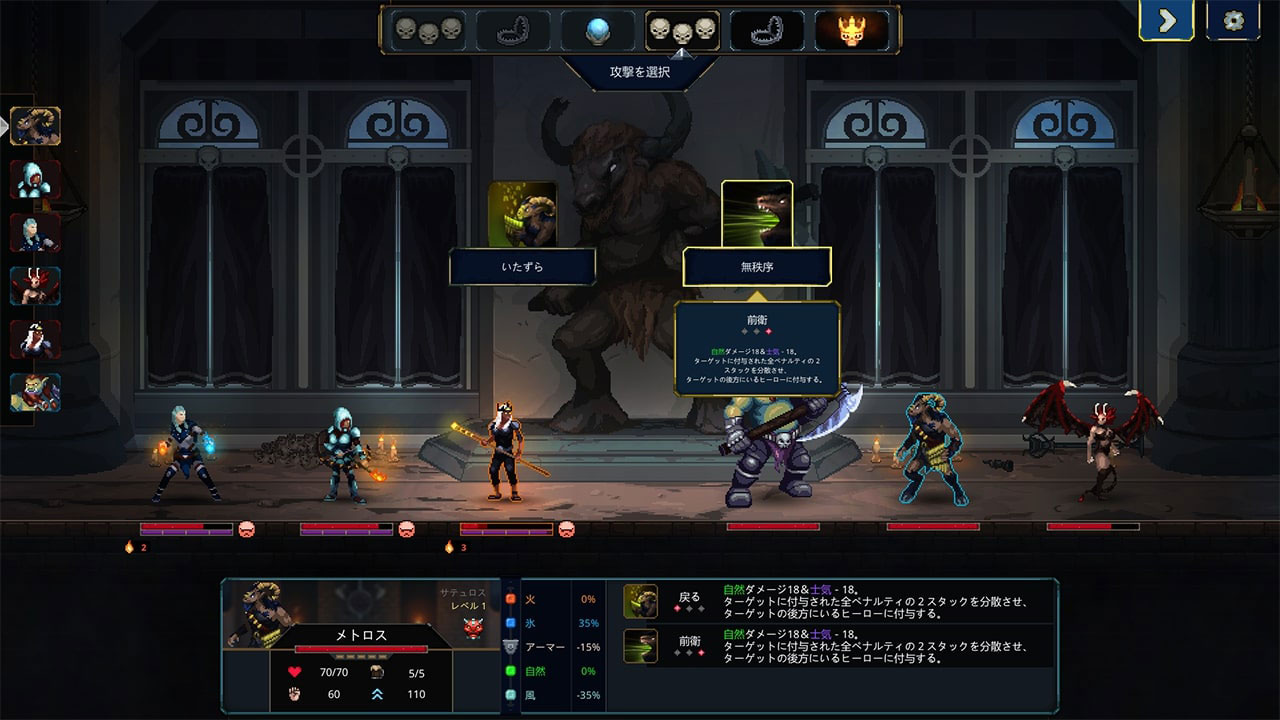 攻撃を選択
いたずら
無秩序
前衛
自然ダメージ18&士気 - 18。
ターゲットに付与された全ペナルティの 2
スタックを分散させ、
ターゲットの後方にいるヒーローに付与する。
2
3
サテュロス
レベル 1
メトロス
70/70
5/5
60
110
火 0%
氷 35%
アーマー -15%
自然 0%
風 -35%
戻る
自然ダメージ18&士気 - 18。
ターゲットに付与された全ペナルティの 2 スタックを分散させ、
ターゲットの後方にいるヒーローに付与する。
前衛
自然ダメージ18&士気 - 18。
ターゲットに付与された全ペナルティの 2 スタックを分散させ、
ターゲットの後方にいるヒーローに付与する。